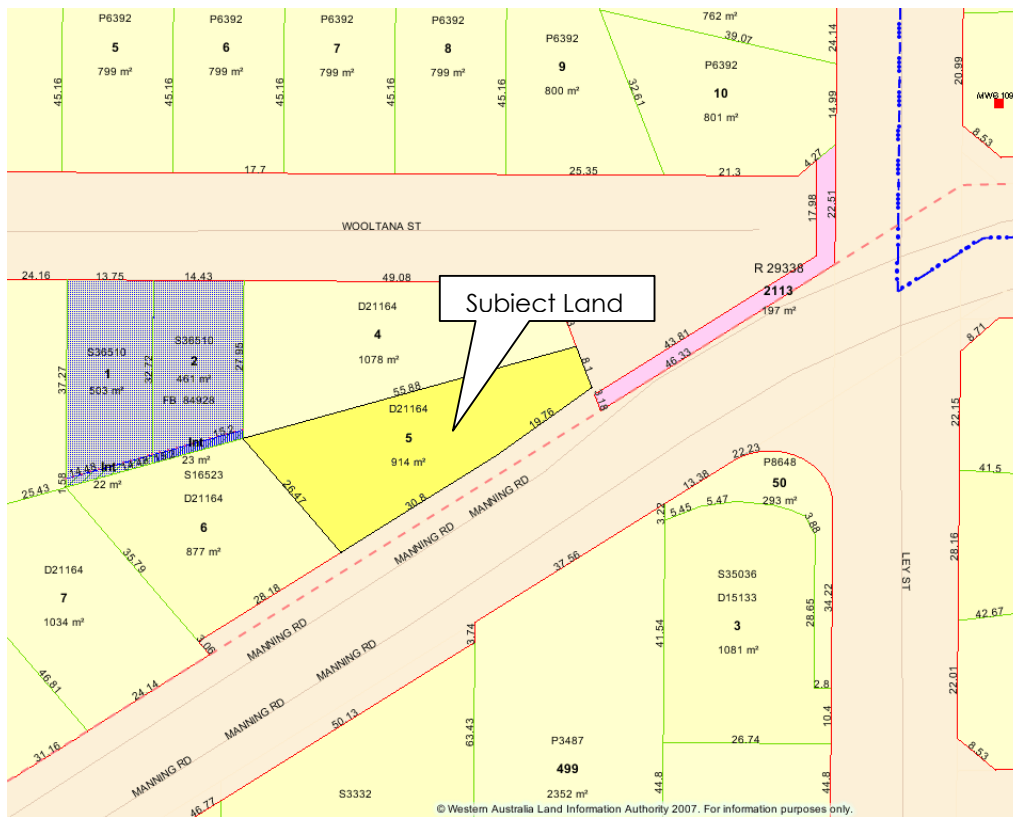 P6392
5
799 m²
P6392
6
799 m²
P6392
7
799 m²
P6392
8
799 m²
P6392
9
800 m²
762 m²
39.07
P6392
10
801 m²
24.14
14.99
20.99
MWB 109
8.53
45.16
45.16
45.16
45.16
45.16
32.61
4.27
17.7
25.35
21.3
17.98
22.51
WOOLTANA ST
24.16
13.75
14.43
49.08
R 29338
2113
197 m²
Subject Land
D21164
4
1078 m²
S36510
1
503 m²
S36510
2
461 m²
FB 84928
37.27
32.72
27.95
43.81
46.33
8.1
3.18
8.71
55.88
D21164
5
914 m²
19.76
30.8
26.47
15.2
Int
23 m²
14.48
14.48
Int
22 m²
1.58
25.43
S16523
D21164
6
877 m²
22.23
P8648
50
293 m²
13.38
22.15
41.5
MANNING RD
MANNING RD
3.22
5.45
5.47
3.88
35.79
28.18
37.56
D21164
7
1034 m²
S35036
D15133
3
1081 m²
28.65
34.22
LEY ST
28.16
42.67
3.06
MANNING RD
MANNING RD
3.74
41.54
46.81
24.14
2.8
10.4
22.01
MANNING RD
50.13
63.43
26.74
8.53
31.16
MANNING RD
P3487
499
2352 m²
44.8
44.8
46.77
S3332
© Western Australia Land Information Authority 2007. For information purposes only.